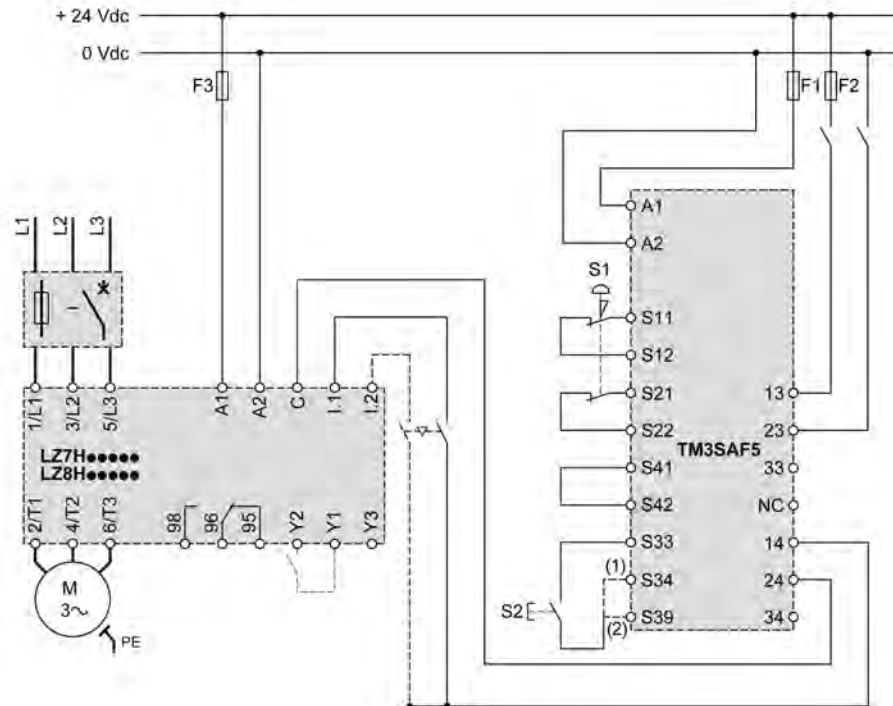 + 24 Vdc
0 Vdc
F3
F1
F2
L1
L2
L3
A1
A2
S1
S11
S12
S21
S22
S41
S42
S33
S34
S39
(1)
(2)
S2
TM3SAF5
13
23
33
NC
14
24
34
1/L1
3/L2
5/L3
A1
A2
C
I.1
I.2
LZ7H●●●●●
LZ8H●●●●●
2/T1
4/T2
6/T3
98
96
95
Y2
Y1
Y3
M
3~
PE